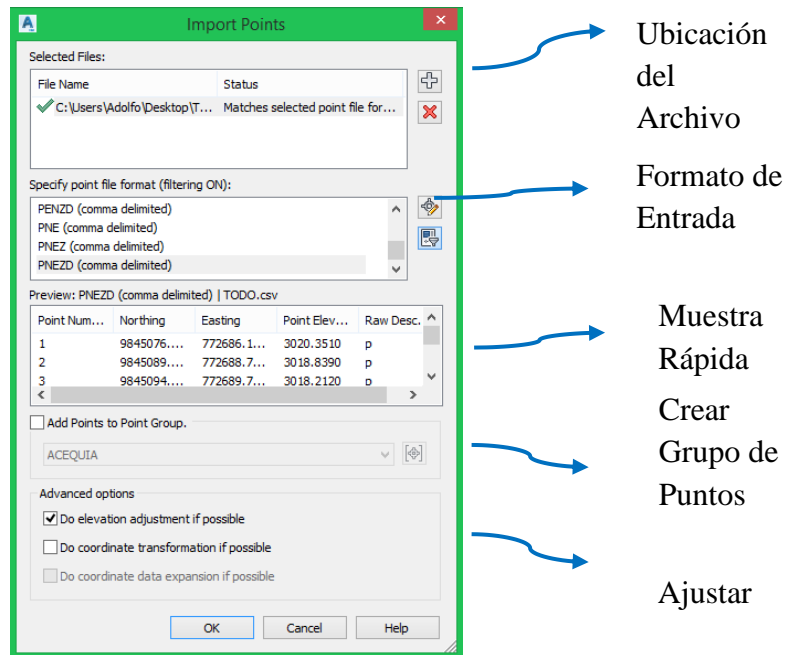 Import Points
Selected Files:
File Name Status
C:\Users\Adolfo\Desktop\T... Matches selected point file for...
Specify point file format (filtering ON):
PENZD (comma delimited)
PNE (comma delimited)
PNEZ (comma delimited)
PNEZD (comma delimited)
Preview: PNEZD (comma delimited) | TODO.csv
Point Num... Northing Easting Point Elev... Raw Desc.
1 9845076.... 772686.1... 3020.3510 p
2 9845089.... 772688.7... 3018.8390 p
3 9845094.... 772689.7... 3018.2120 p
Add Points to Point Group.
ACEQUIA
Advanced options
Do elevation adjustment if possible
Do coordinate transformation if possible
Do coordinate data expansion if possible
OK Cancel Help
Ubicación
del
Archivo
Formato de
Entrada
Muestra
Rápida
Crear
Grupo de
Puntos
Ajustar